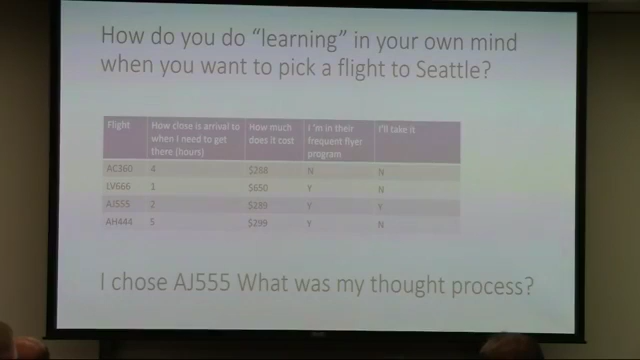 How do you do “learning” in your own mind
when you want to pick a flight to Seattle?
Flight How close is arrival to How much I 'm in their I'll take it
when I need to get does it cost frequent flyer
there (hours) program
AC360 4 $288 N N
LV666 1 $650 Y N
AJ555 2 $289 Y Y
AH444 5 $299 Y N
I chose AJ555 What was my thought process?